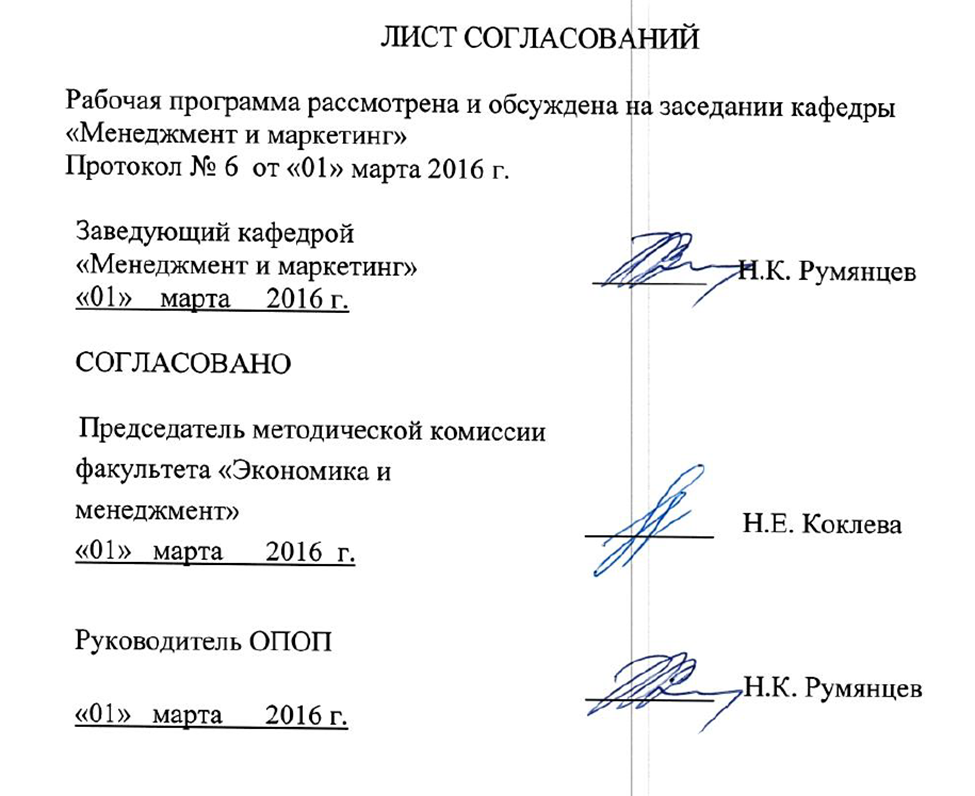 ЛИСТ СОГЛАСОВАНИЙ
Рабочая программа рассмотрена и обсуждена на заседании кафедры
«Менеджмент и маркетинг»
Протокол № 6 от «01» марта 2016 г.
Заведующий кафедрой
«Менеджмент и маркетинг»
Н.К. Румянцев
«01» марта 2016 г.
СОГЛАСОВАНО
Председатель методической комиссии
факультета «Экономика и
менеджмент»
Н.Е. Коклева
«01» марта 2016 г.
Руководитель ОПОП
Н.К. Румянцев
«01» марта 2016 г.